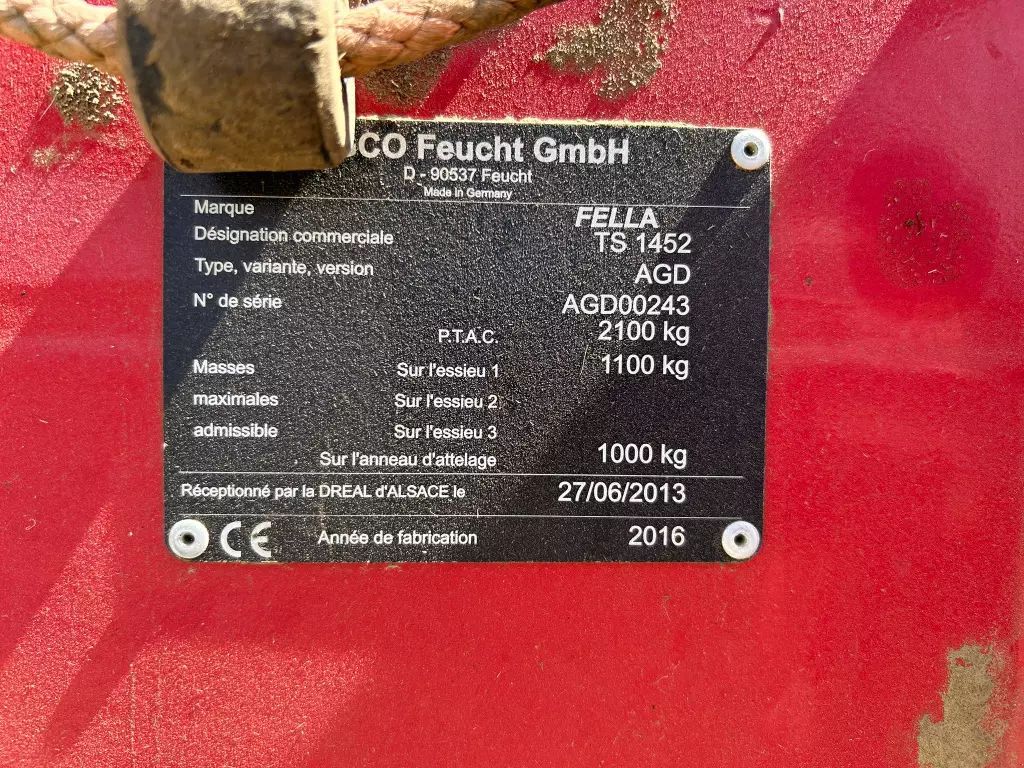 CO Feucht GmbH
D - 90537 Feucht
Made in Germany
Marque FELLA
Désignation commerciale TS 1452
Type, variante, version AGD
N° de série AGD00243
P.T.A.C. 2100 kg
Masses Sur l'essieu 1 1100 kg
maximales Sur l'essieu 2
admissible Sur l'essieu 3
Sur l'anneau d'attelage 1000 kg
Réceptionné par la DREAL d'ALSACE le 27/06/2013
CE Année de fabrication 2016